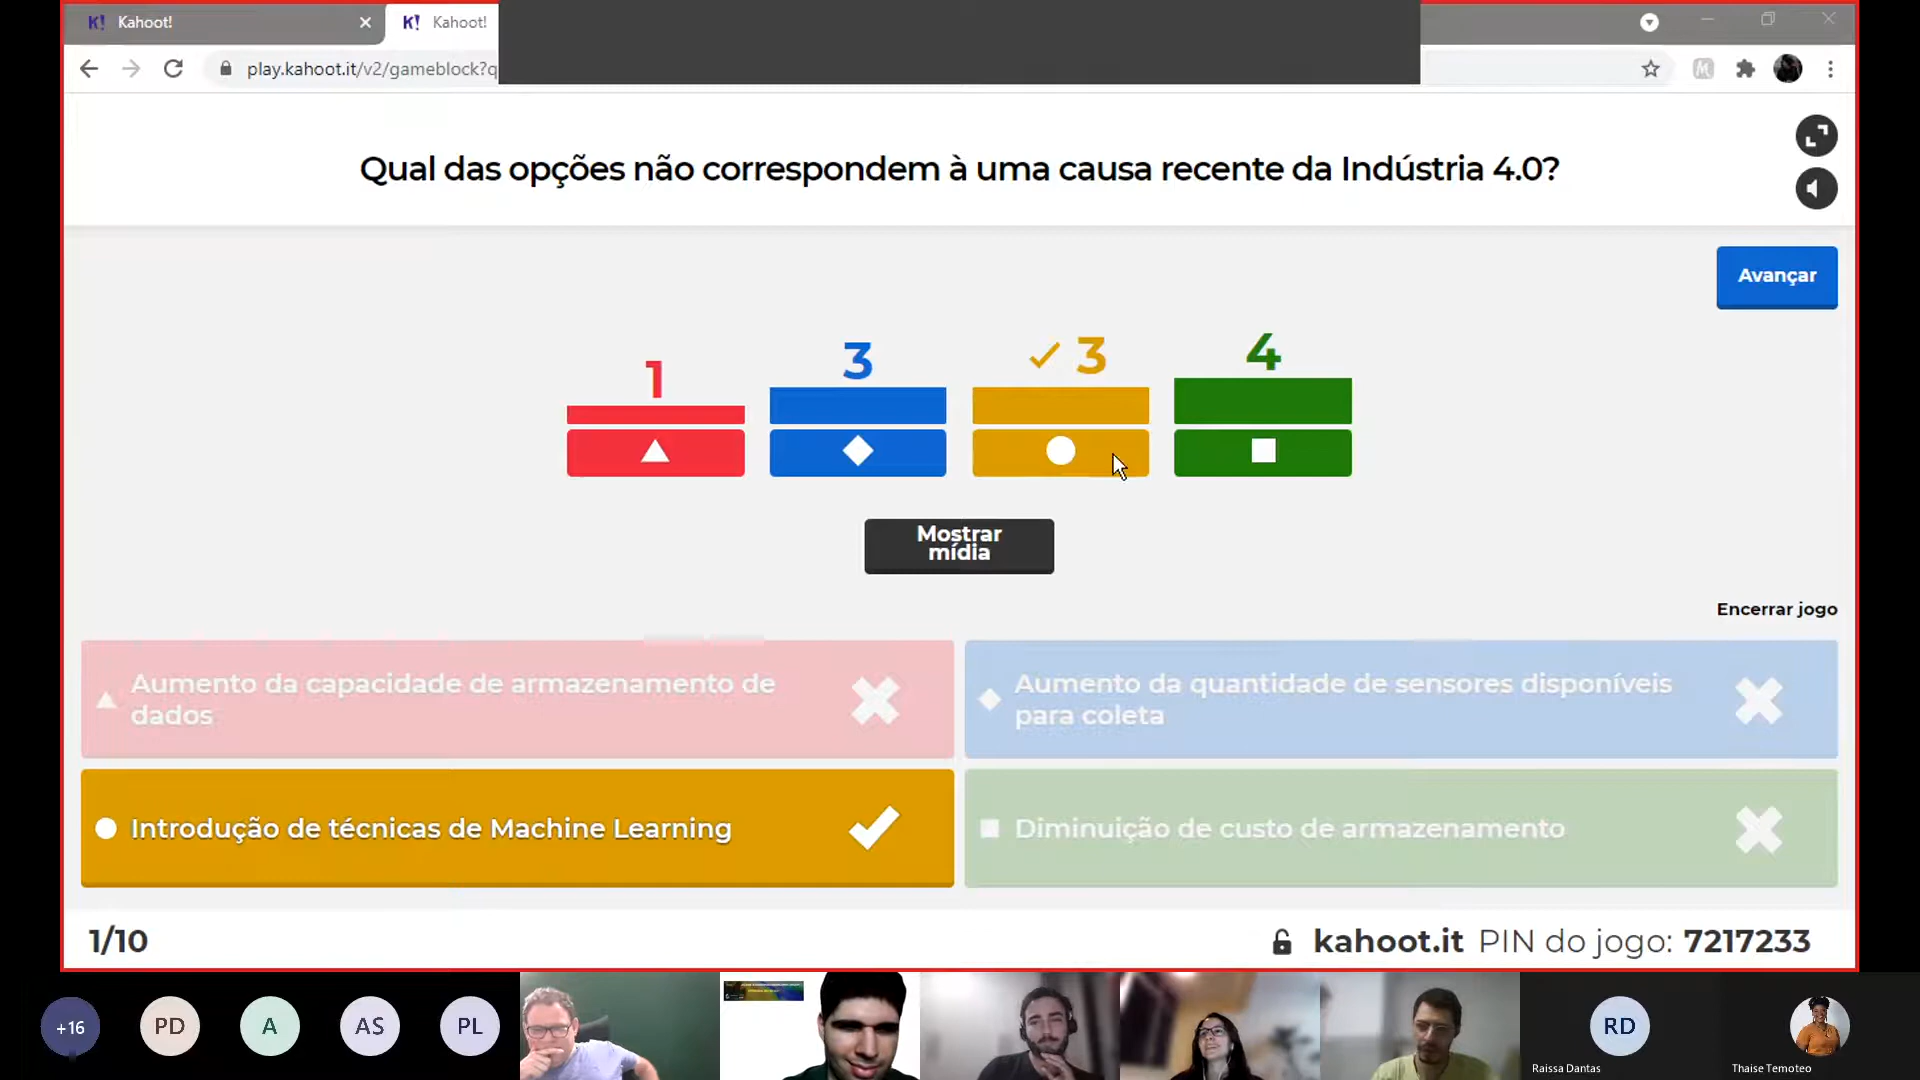 Kahoot!
Kahoot!
play.kahoot.it/v2/gameblock?q
Qual das opções não correspondem à uma causa recente da Indústria 4.0?
Avançar
1
3
3
4
Mostrar
mídia
Encerrar jogo
Aumento da capacidade de armazenamento de
dados
Aumento da quantidade de sensores disponíveis
para coleta
Introdução de técnicas de Machine Learning
Diminuição de custo de armazenamento
1/10
kahoot.it PIN do jogo: 7217233
+16
PD
A
AS
PL
RD
Raissa Dantas
Thaise Temoteo